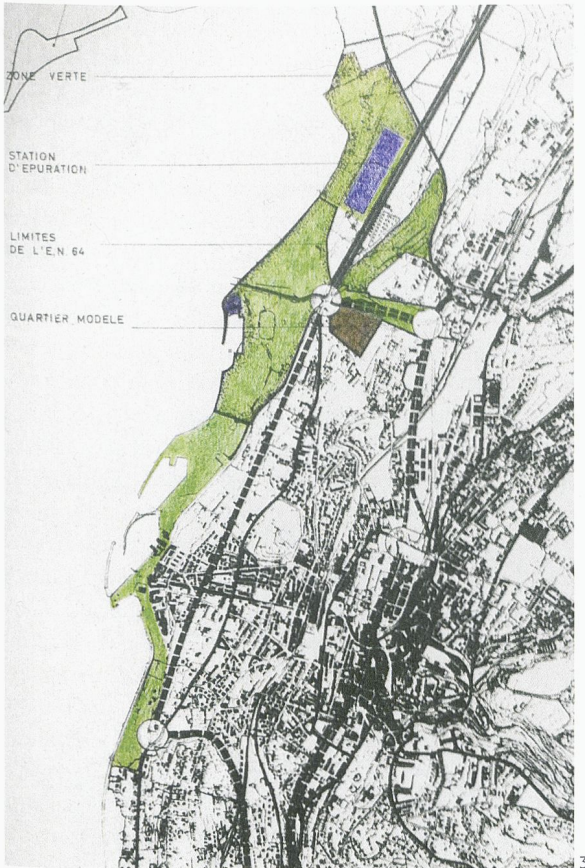 ZONE VERTE
STATION
D'EPURATION
LIMITES
DE L'E.N. 64
QUARTIER MODELE